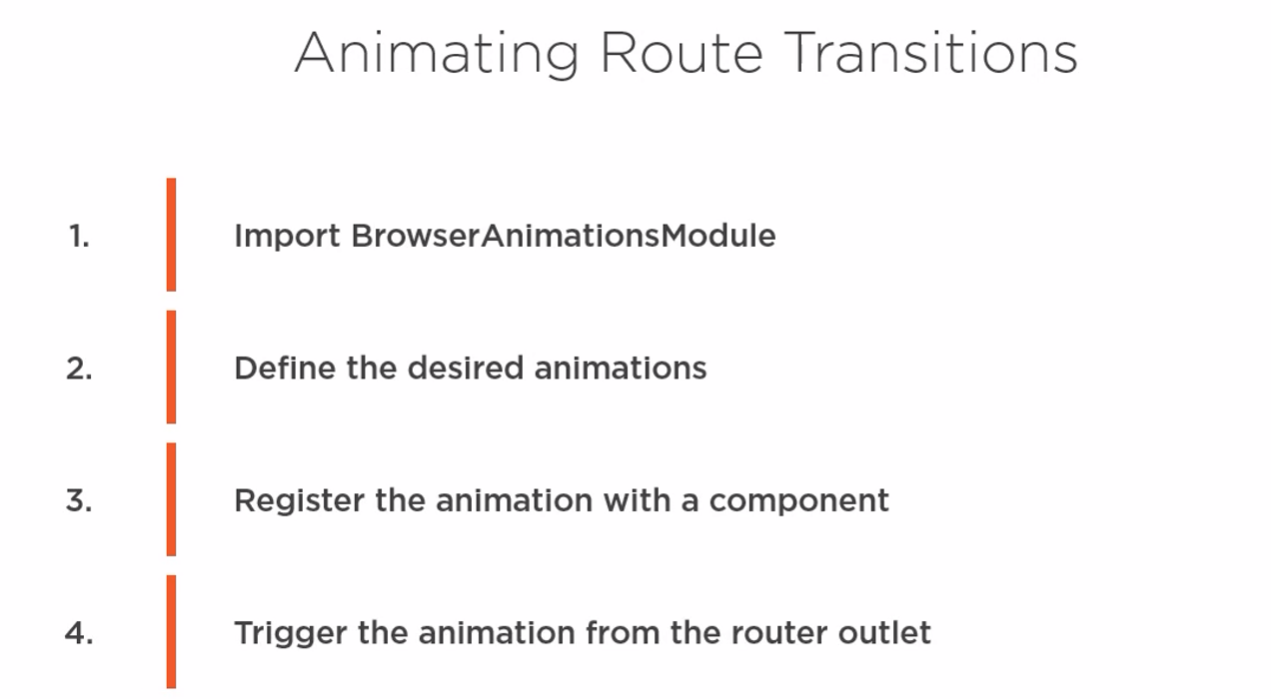 Animating Route Transitions
1. Import BrowserAnimationsModule
2. Define the desired animations
3. Register the animation with a component
4. Trigger the animation from the router outlet